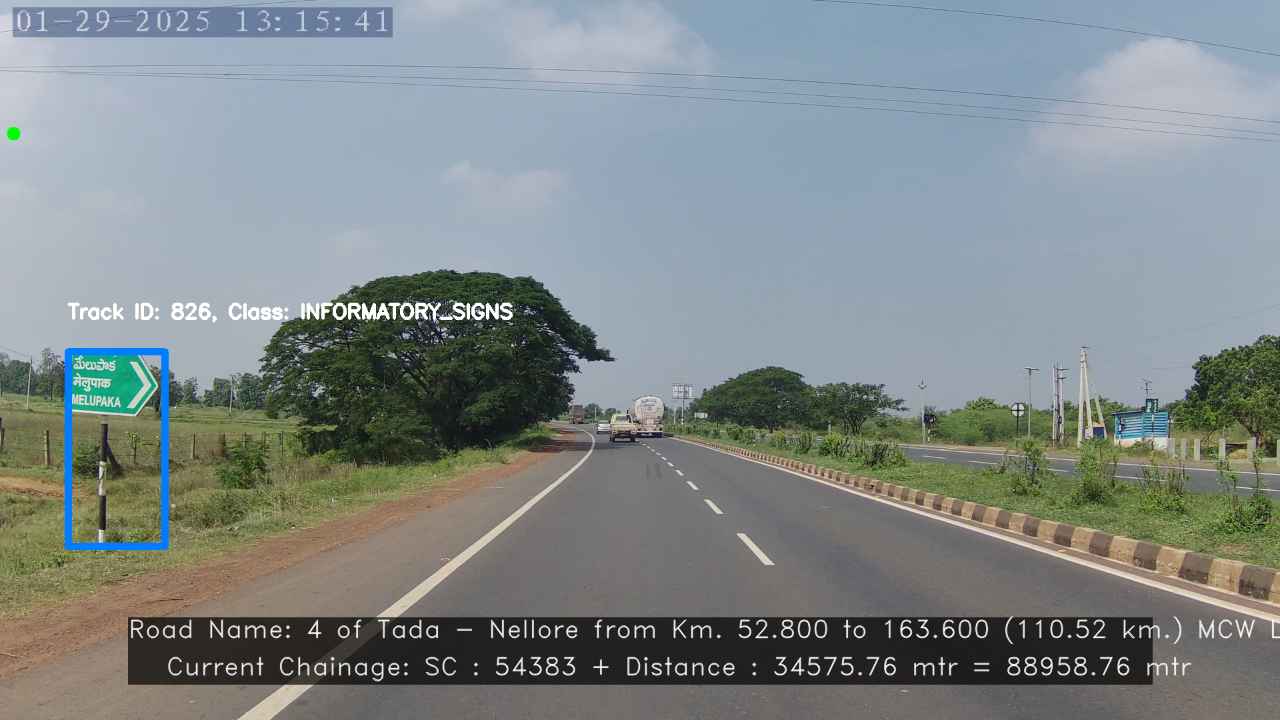 01-29-2025 13:15:41
Track ID: 826, Class: INFORMATORY_SIGNS
మేలుపాక
मेलुपाक
MELUPAKA
Road Name: 4 of Tada - Nellore from Km. 52.800 to 163.600 (110.52 km.) MCW L
Current Chainage: SC : 54383 + Distance : 34575.76 mtr = 88958.76 mtr